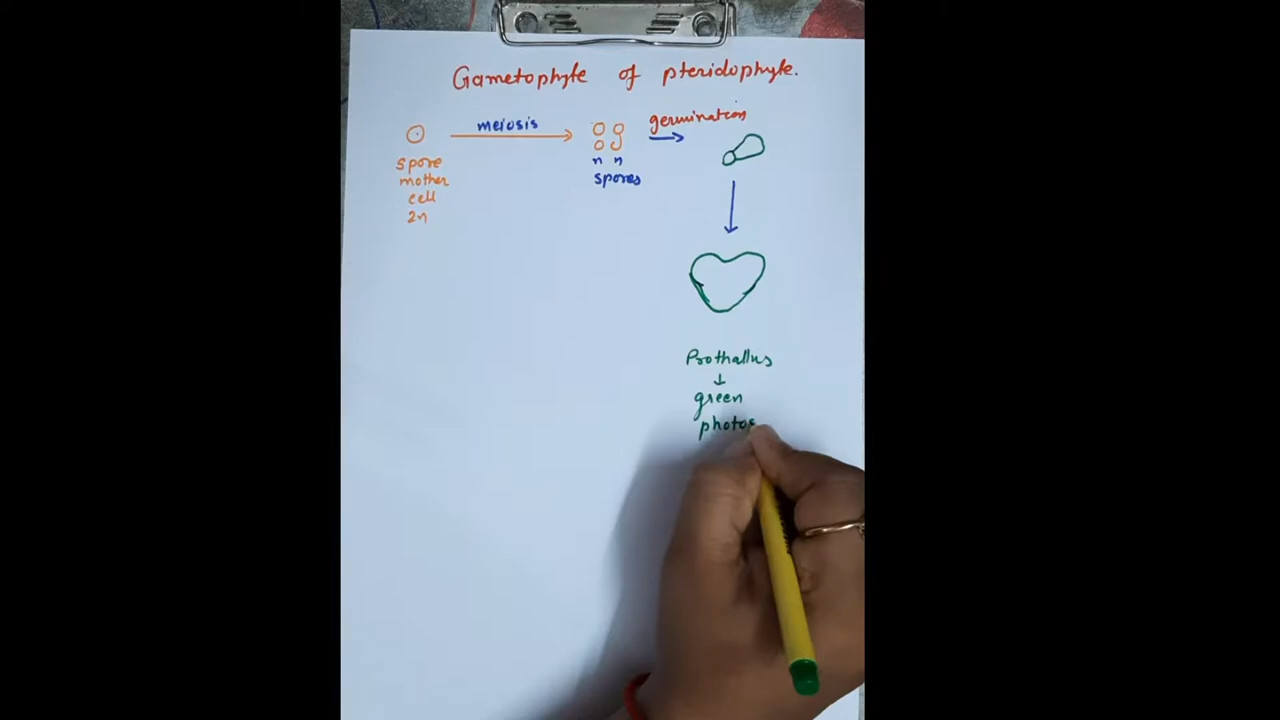 Gametophyte of pteridophyte.
meiosis
germination
spore
mother
cell
2n
n n
spores
Prothallus
green
photos